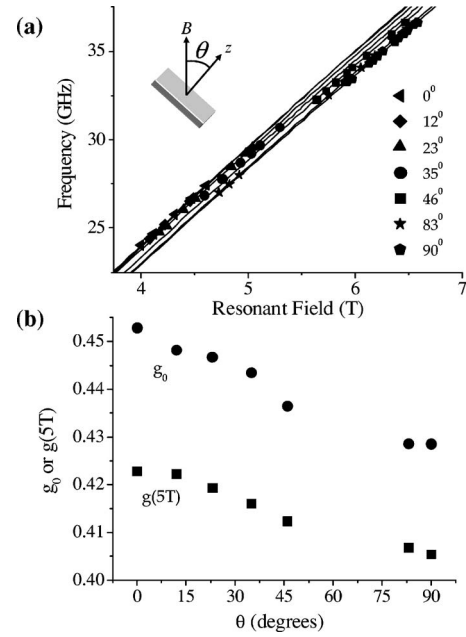 (a)
B
θ
z
Frequency (GHz)
35
30
25
0⁰
12⁰
23⁰
35⁰
46⁰
83⁰
90⁰
4 5 6 7
Resonant Field (T)
(b)
g₀ or g(5T)
0.45
0.44
0.43
0.42
0.41
0.40
g₀
g(5T)
0 15 30 45 60 75 90
θ (degrees)